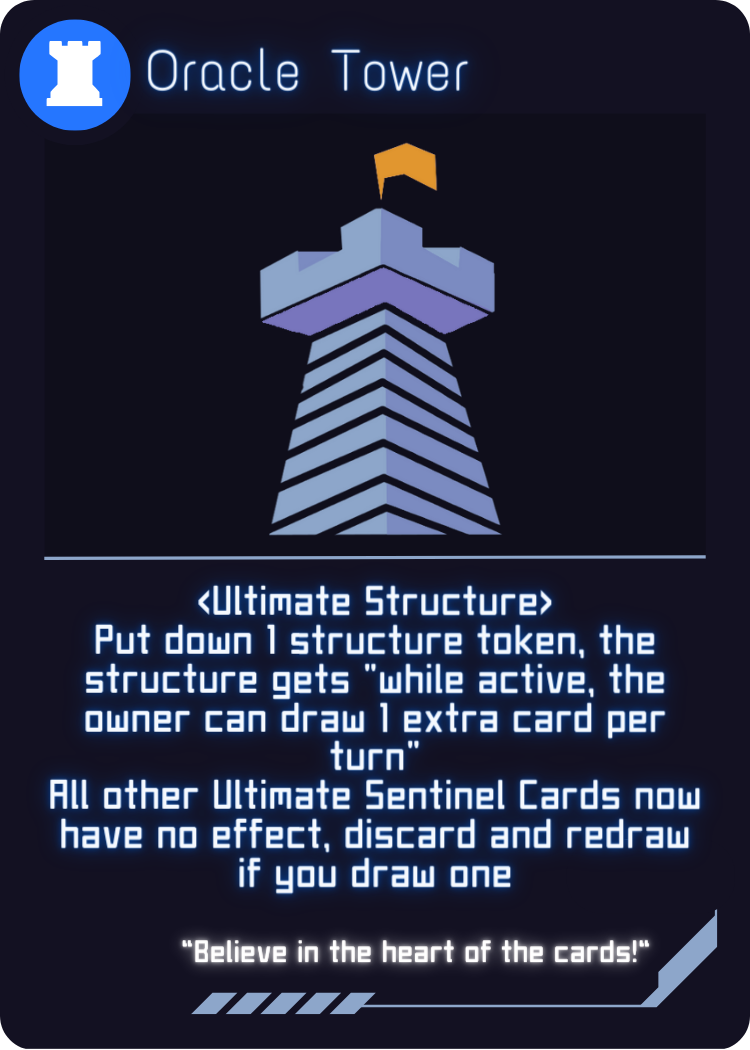 Oracle Tower
<Ultimate Structure>
Put down 1 structure token, the
structure gets "while active, the
owner can draw 1 extra card per
turn"
All other Ultimate Sentinel Cards now
have no effect, discard and redraw
if you draw one
“Believe in the heart of the cards!“